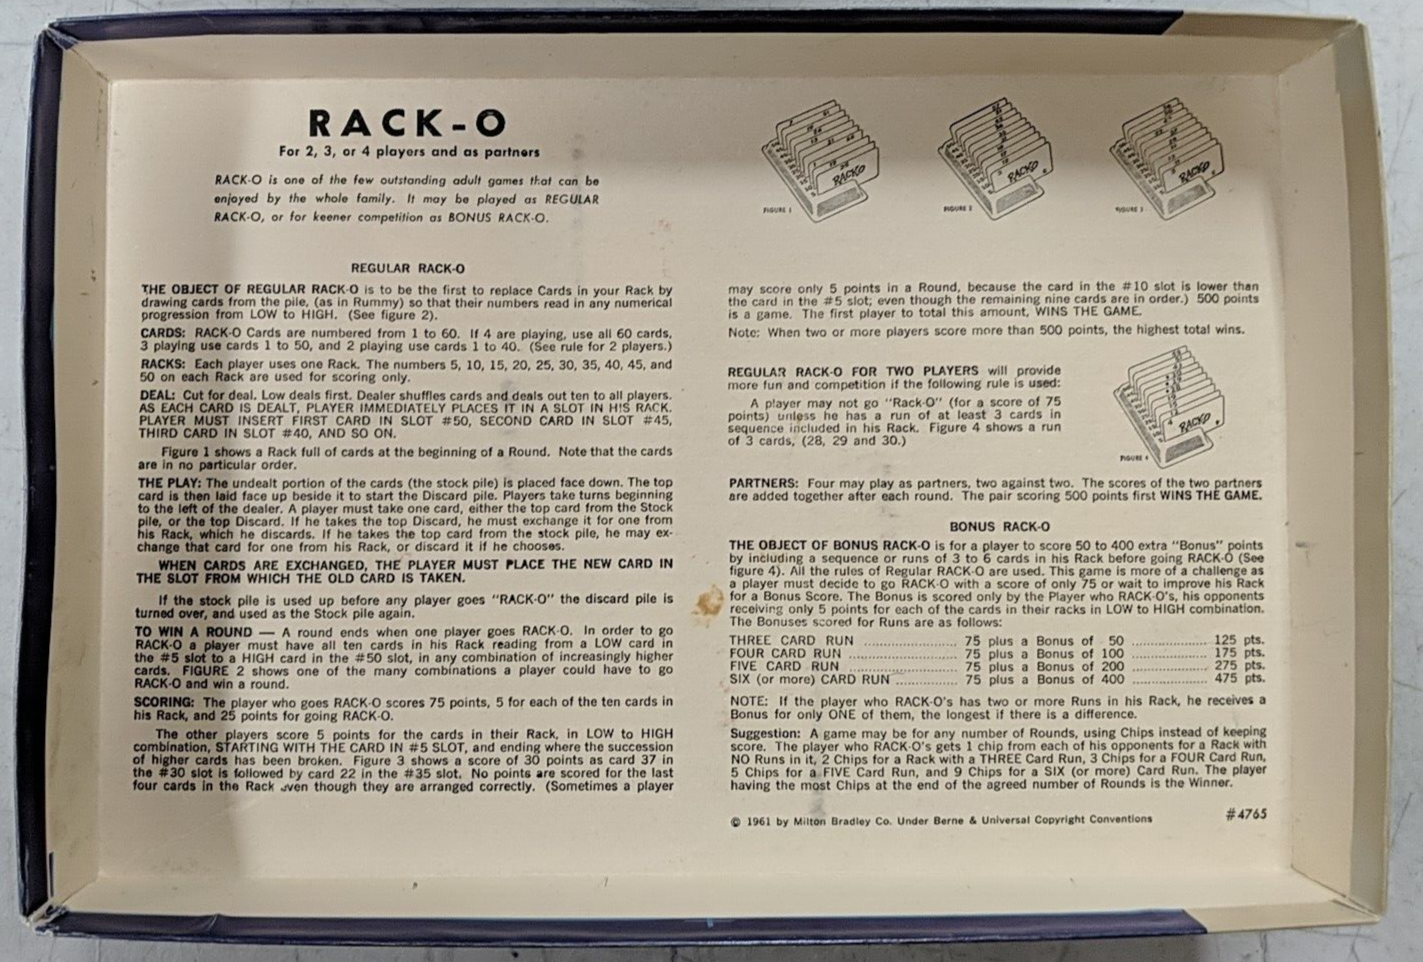 RACK-O
For 2, 3, or 4 players and as partners
RACK-O is one of the few outstanding adult games that can be
enjoyed by the whole family. It may be played as REGULAR
RACK-O, or for keener competition as BONUS RACK-O.
REGULAR RACK-O
THE OBJECT OF REGULAR RACK-O is to be the first to replace Cards in your Rack by
drawing cards from the pile, (as in Rummy) so that their numbers read in any numerical
progression from LOW to HIGH. (See figure 2).
CARDS: RACK-O Cards are numbered from 1 to 60. If 4 are playing, use all 60 cards,
3 playing use cards 1 to 50, and 2 playing use cards 1 to 40. (See rule for 2 players.)
RACKS: Each player uses one Rack. The numbers 5, 10, 15, 20, 25, 30, 35, 40, 45, and
50 on each Rack are used for scoring only.
DEAL: Cut for deal. Low deals first. Dealer shuffles cards and deals out ten to all players.
AS EACH CARD IS DEALT, PLAYER IMMEDIATELY PLACES IT IN A SLOT IN HIS RACK.
PLAYER MUST INSERT FIRST CARD IN SLOT #50, SECOND CARD IN SLOT #45,
THIRD CARD IN SLOT #40, AND SO ON.
Figure 1 shows a Rack full of cards at the beginning of a Round. Note that the cards
are in no particular order.
THE PLAY: The undealt portion of the cards (the stock pile) is placed face down. The top
card is then laid face up beside it to start the Discard pile. Players take turns beginning
to the left of the dealer. A player must take one card, either the top card from the Stock
pile, or the top Discard. If he takes the top Discard, he must exchange it for one from
his Rack, which he discards. If he takes the top card from the stock pile, he may ex-
change that card for one from his Rack, or discard it if he chooses.
WHEN CARDS ARE EXCHANGED, THE PLAYER MUST PLACE THE NEW CARD IN
THE SLOT FROM WHICH THE OLD CARD IS TAKEN.
If the stock pile is used up before any player goes "RACK-O" the discard pile is
turned over, and used as the Stock pile again.
TO WIN A ROUND — A round ends when one player goes RACK-O. In order to go
RACK-O a player must have all ten cards in his Rack reading from a LOW card in
the #5 slot to a HIGH card in the #50 slot, in any combination of increasingly higher
cards. FIGURE 2 shows one of the many combinations a player could have to go
RACK-O and win a round.
SCORING: The player who goes RACK-O scores 75 points, 5 for each of the ten cards in
his Rack, and 25 points for going RACK-O.
The other players score 5 points for the cards in their Rack, in LOW to HIGH
combination, STARTING WITH THE CARD IN #5 SLOT, and ending where the succession
of higher cards has been broken. Figure 3 shows a score of 30 points as card 37 in
the #30 slot is followed by card 22 in the #35 slot. No points are scored for the last
four cards in the Rack even though they are arranged correctly. (Sometimes a player
RACKO
FIGURE 1
RACKO
FIGURE 2
RACKO
FIGURE 3
may score only 5 points in a Round, because the card in the #10 slot is lower than
the card in the #5 slot; even though the remaining nine cards are in order.) 500 points
is a game. The first player to total this amount, WINS THE GAME.
Note: When two or more players score more than 500 points, the highest total wins.
REGULAR RACK-O FOR TWO PLAYERS will provide
more fun and competition if the following rule is used:
A player may not go "Rack-O" (for a score of 75
points) unless he has a run of at least 3 cards in
sequence included in his Rack. Figure 4 shows a run
of 3 cards, (28, 29 and 30.)
RACKO
FIGURE 4
PARTNERS: Four may play as partners, two against two. The scores of the two partners
are added together after each round. The pair scoring 500 points first WINS THE GAME.
BONUS RACK-O
THE OBJECT OF BONUS RACK-O is for a player to score 50 to 400 extra "Bonus" points
by including a sequence or runs of 3 to 6 cards in his Rack before going RACK-O (See
figure 4). All the rules of Regular RACK-O are used. This game is more of a challenge as
a player must decide to go RACK-O with a score of only 75 or wait to improve his Rack
for a Bonus Score. The Bonus is scored only by the Player who RACK-O's, his opponents
receiving only 5 points for each of the cards in their racks in LOW to HIGH combination.
The Bonuses scored for Runs are as follows:
THREE CARD RUN .................... 75 plus a Bonus of 50 .................... 125 pts.
FOUR CARD RUN .................... 75 plus a Bonus of 100 .................... 175 pts.
FIVE CARD RUN .................... 75 plus a Bonus of 200 .................... 275 pts.
SIX (or more) CARD RUN ............. 75 plus a Bonus of 400 .................... 475 pts.
NOTE: If the player who RACK-O's has two or more Runs in his Rack, he receives a
Bonus for only ONE of them, the longest if there is a difference.
Suggestion: A game may be for any number of Rounds, using Chips instead of keeping
score. The player who RACK-O's gets 1 chip from each of his opponents for a Rack with
NO Runs in it, 2 Chips for a Rack with a THREE Card Run, 3 Chips for a FOUR Card Run,
5 Chips for a FIVE Card Run, and 9 Chips for a SIX (or more) Card Run. The player
having the most Chips at the end of the agreed number of Rounds is the Winner.
© 1961 by Milton Bradley Co. Under Berne & Universal Copyright Conventions
#4765